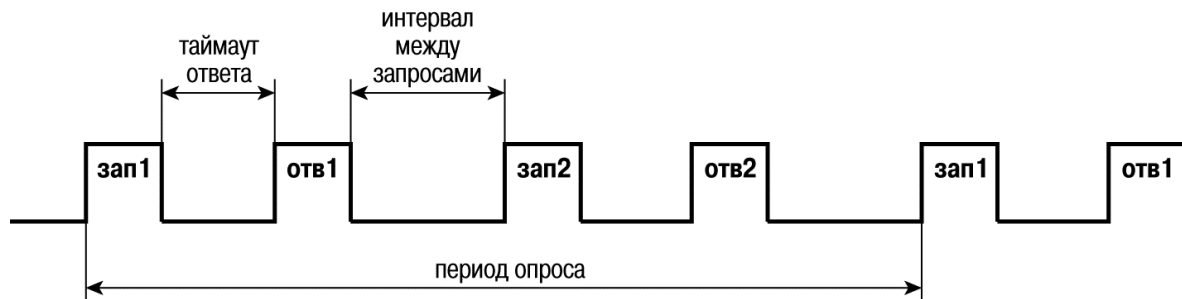 таймаут
ответа
интервал
между
запросами
зап1
отв1
зап2
отв2
зап1
отв1
период опроса